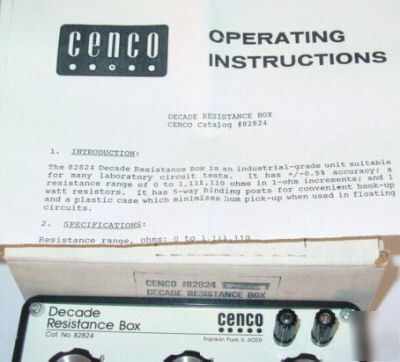 cenco
OPERATING
INSTRUCTIONS
DECADE RESISTANCE BOX
CENCO Catalog #82824
1. INTRODUCTION:
The 82824 Decade Resistance Box is an industrial-grade unit suitable
for many laboratory circuit tests. It has +/-0.5% accuracy; a
resistance range of 0 to 1,111,110 ohms in 1-ohm increments; and 1
watt resistors. It has 5-way binding posts for convenient hook-up
and a plastic case which minimizes hum pick-up when used in floating
circuits.
2. SPECIFICATIONS:
Resistance range, ohms: 0 to 1,111,110
CENCO #82824
DECADE RESISTANCE BOX
Decade
Resistance Box
Cat. No. 82824
cenco
Franklin Park, IL 60131